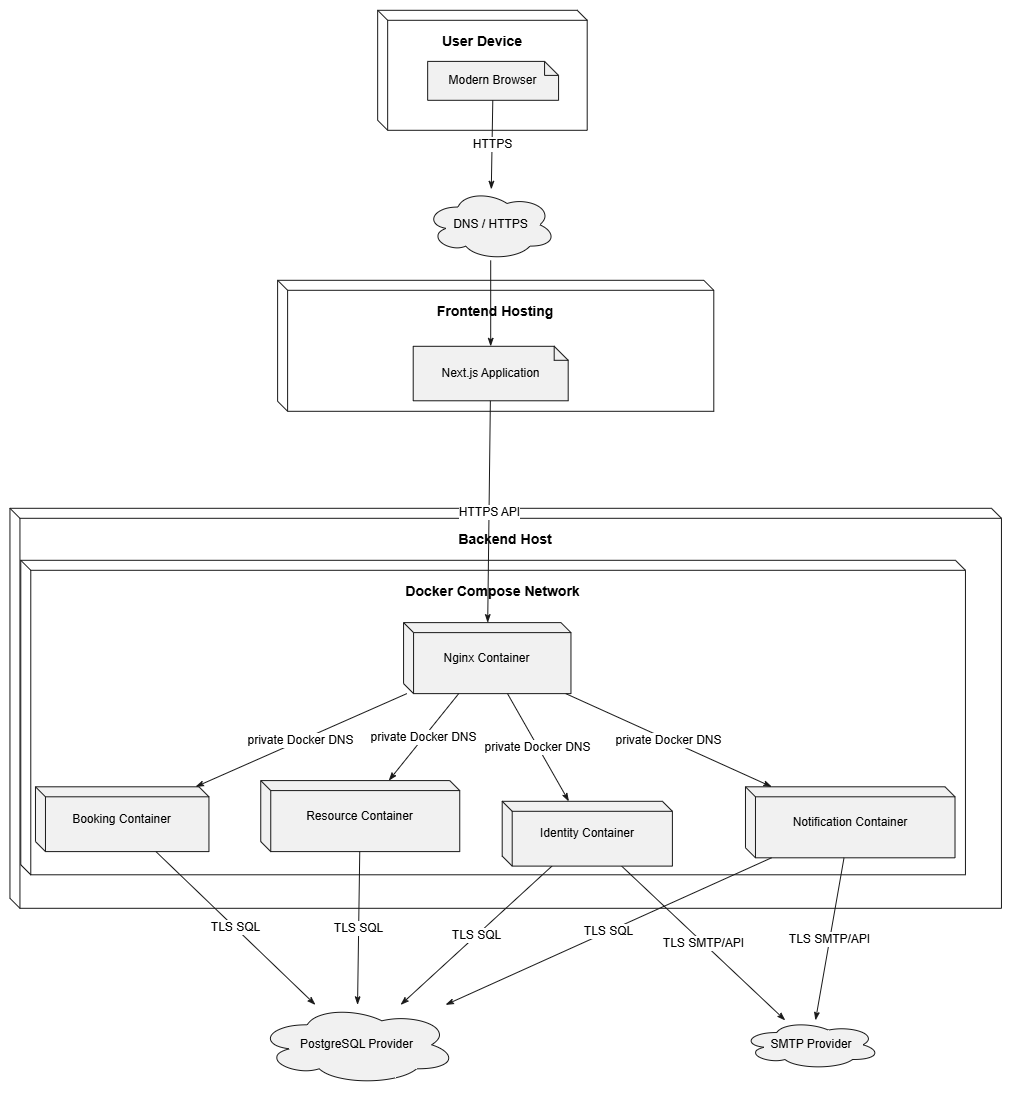 User Device
Modern Browser
HTTPS
DNS / HTTPS
Frontend Hosting
Next.js Application
HTTPS API
Backend Host
Docker Compose Network
Nginx Container
private Docker DNS
private Docker DNS
private Docker DNS
private Docker DNS
Booking Container
Resource Container
Identity Container
Notification Container
TLS SQL
TLS SQL
TLS SQL
TLS SQL
TLS SMTP/API
TLS SMTP/API
PostgreSQL Provider
SMTP Provider